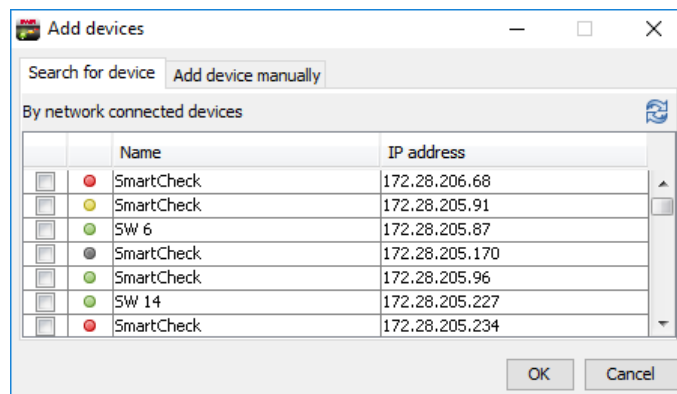 Add devices
Search for device Add device manually
By network connected devices
Name IP address
SmartCheck 172.28.206.68
SmartCheck 172.28.205.91
SW 6 172.28.205.87
SmartCheck 172.28.205.170
SmartCheck 172.28.205.96
SW 14 172.28.205.227
SmartCheck 172.28.205.234
OK Cancel